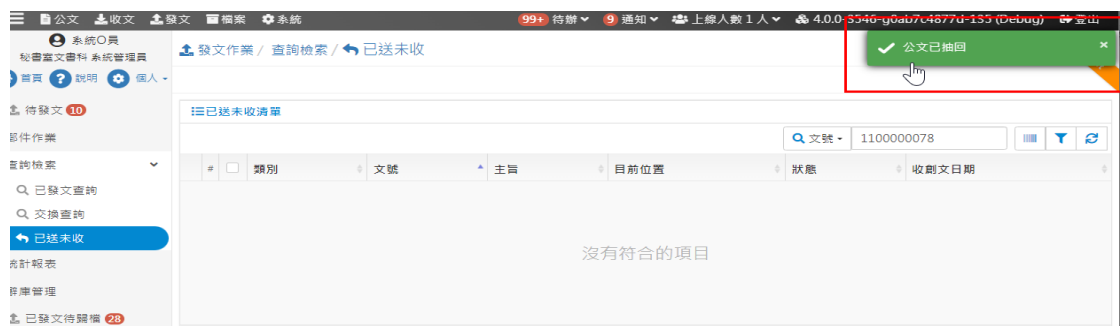 公文 收文 發文 檔案 系統 99+ 待辦 9 通知 上線人數 1 人 4.0.0-3546-g0ab7c4877d-135 (Debug) 登出
系統O員
秘書室文書科 系統管理員
首頁 說明 個人
發文作業 / 查詢檢索 / 已送未收
公文已抽回 ×
待發文 10
郵件作業
查詢檢索
已發文查詢
交換查詢
已送未收
統計報表
庫管理
已發文待歸檔 28
已送未收清單
文號 1100000078
# 類別 文號 主旨 目前位置 狀態 收創文日期
沒有符合的項目